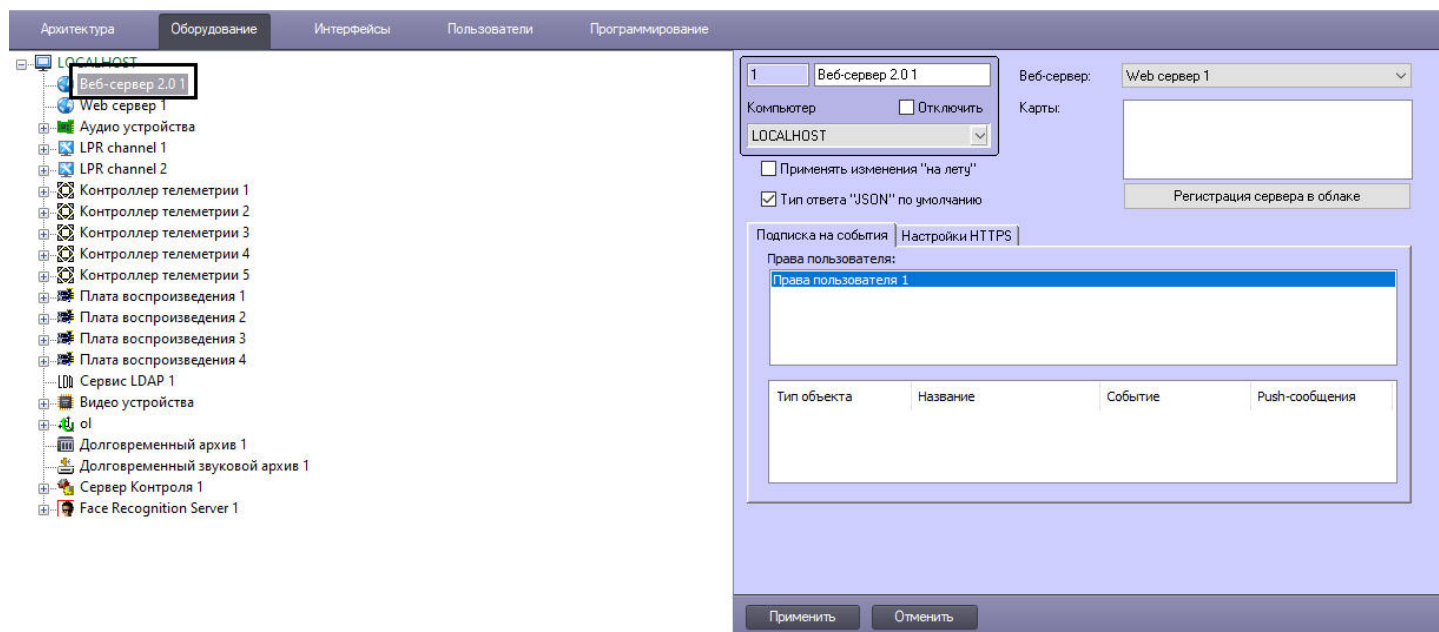 Архитектура Оборудование Интерфейсы Пользователи Программирование
LOCALHOST
Веб-сервер 2.0 1
Web сервер 1
Аудио устройства
LPR channel 1
LPR channel 2
Контроллер телеметрии 1
Контроллер телеметрии 2
Контроллер телеметрии 3
Контроллер телеметрии 4
Контроллер телеметрии 5
Плата воспроизведения 1
Плата воспроизведения 2
Плата воспроизведения 3
Плата воспроизведения 4
Сервис LDAP 1
Видео устройства
ol
Долговременный архив 1
Долговременный звуковой архив 1
Сервер Контроля 1
Face Recognition Server 1
1 Веб-сервер 2.0 1
Компьютер Отключить
LOCALHOST
Применять изменения "на лету"
Тип ответа "JSON" по умолчанию
Веб-сервер: Web сервер 1
Карты:
Регистрация сервера в облаке
Подписка на события Настройки HTTPS
Права пользователя:
Права пользователя 1
Тип объекта Название Событие Push-сообщения
Применить Отменить